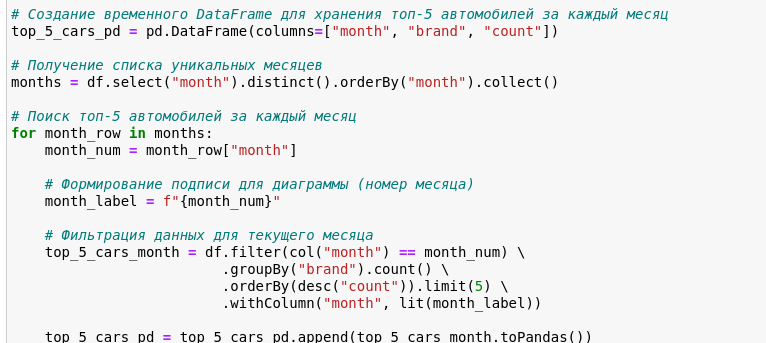 # Создание временного DataFrame для хранения топ-5 автомобилей за каждый месяц
top_5_cars_pd = pd.DataFrame(columns=["month", "brand", "count"])
# Получение списка уникальных месяцев
months = df.select("month").distinct().orderBy("month").collect()
# Поиск топ-5 автомобилей за каждый месяц
for month_row in months:
    month_num = month_row["month"]
    # Формирование подписи для диаграммы (номер месяца)
    month_label = f"{month_num}"
    # Фильтрация данных для текущего месяца
    top_5_cars_month = df.filter(col("month") == month_num) \
                         .groupBy("brand").count() \
                         .orderBy(desc("count")).limit(5) \
                         .withColumn("month", lit(month_label))
    top_5_cars_pd = top_5_cars_pd.append(top_5_cars_month.toPandas())